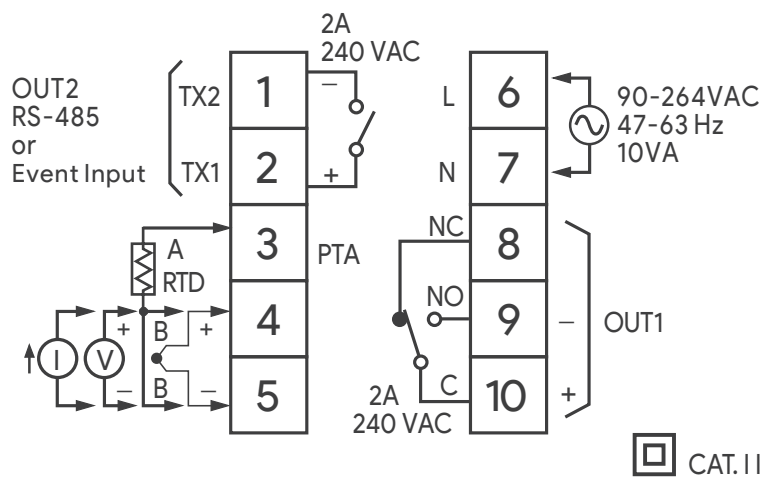 2A
240 VAC
OUT2
RS-485
or
Event Input
TX2
TX1
1
2
3
4
5
−
+
PTA
A
RTD
B
B
+
−
I
V
+
−
L
N
6
7
8
9
10
90-264VAC
47-63 Hz
10VA
NC
NO
C
2A
240 VAC
−
+
OUT1
CAT. II